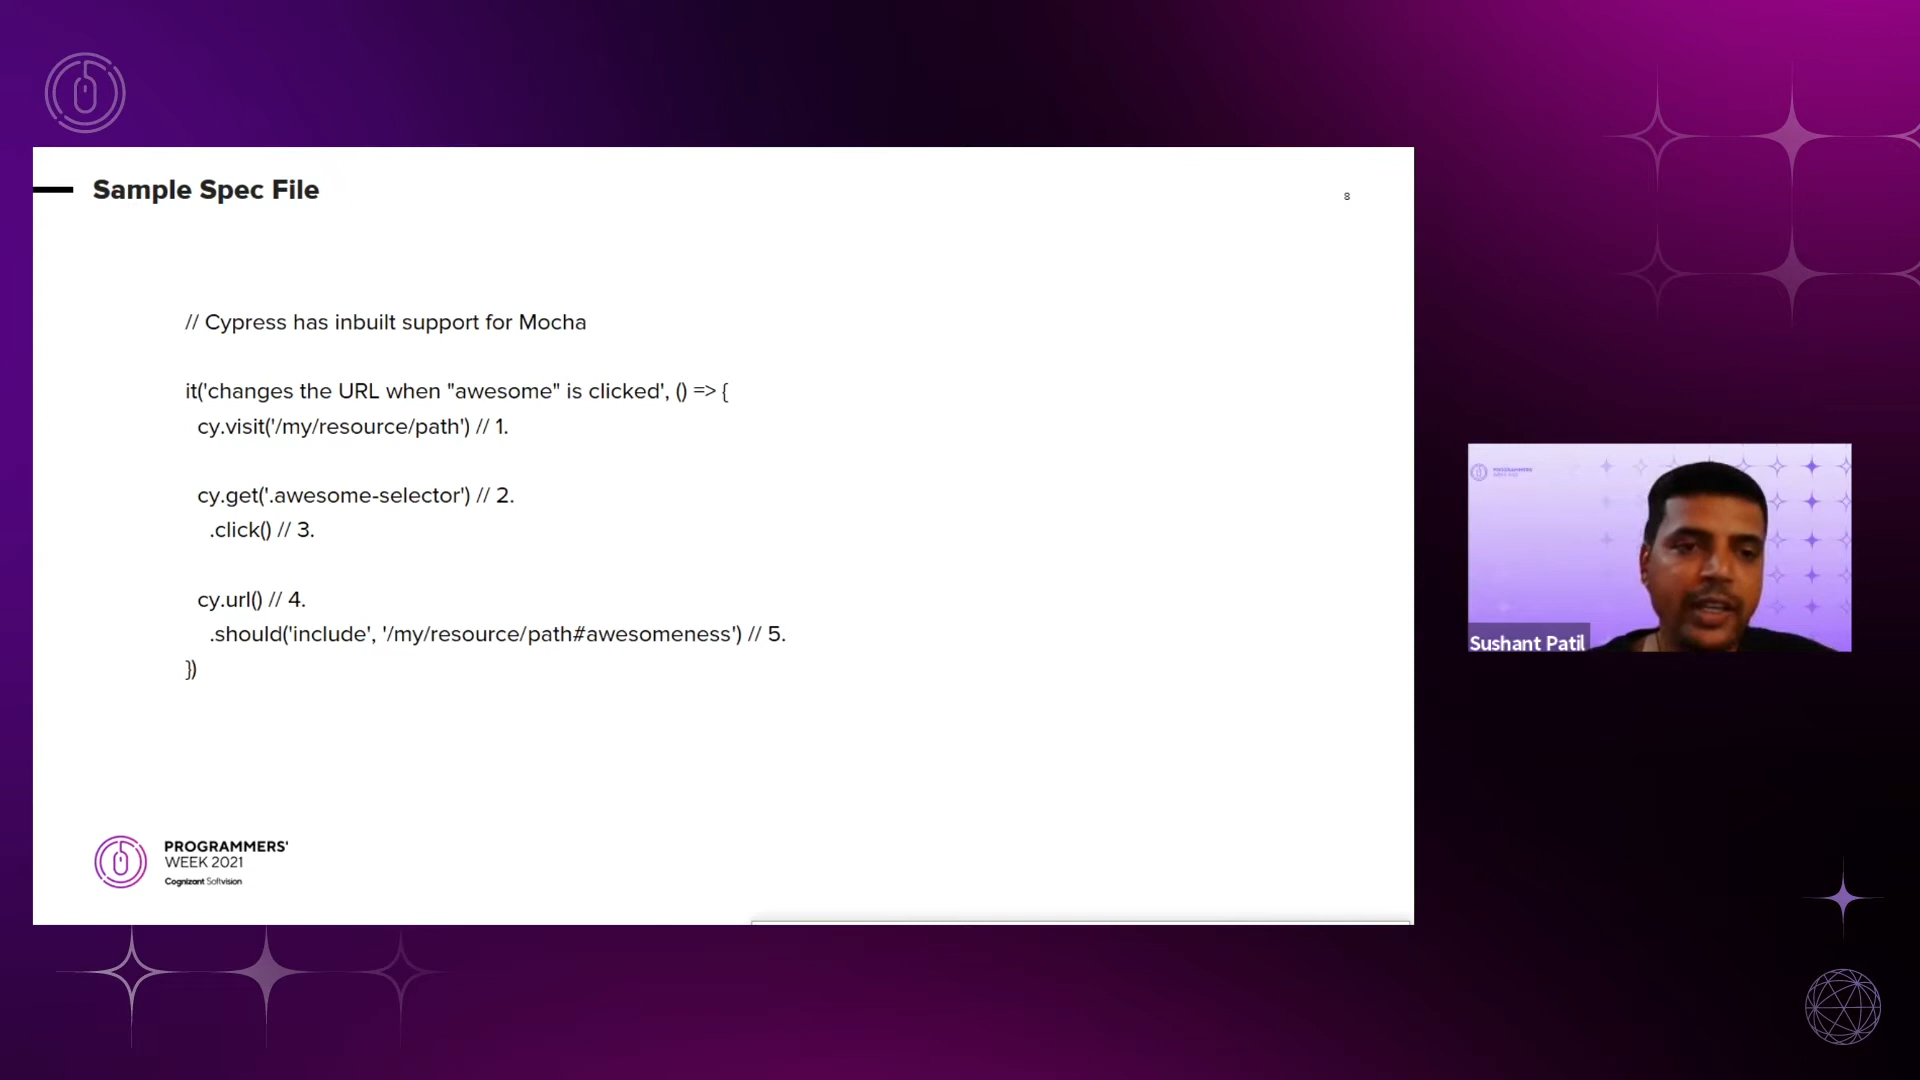 Sample Spec File
8
// Cypress has inbuilt support for Mocha
it('changes the URL when "awesome" is clicked', () => {
cy.visit('/my/resource/path') // 1.
cy.get('.awesome-selector') // 2.
.click() // 3.
cy.url() // 4.
.should('include', '/my/resource/path#awesomeness') // 5.
})
PROGRAMMERS'
WEEK 2021
Cognizant Softvision
PROGRAMMERS
Sushant Patil